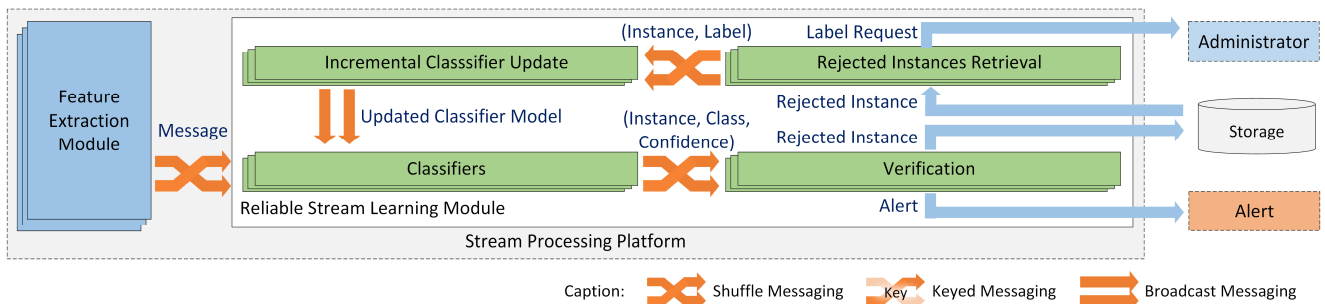 Feature
Extraction
Module
Message
(Instance, Label)
Label Request
Administrator
Incremental Classsifier Update
Rejected Instances Retrieval
Updated Classifier Model
(Instance, Class,
Confidence)
Rejected Instance
Rejected Instance
Storage
Classifiers
Verification
Reliable Stream Learning Module
Alert
Alert
Stream Processing Platform
Caption:
Shuffle Messaging
Key
Keyed Messaging
Broadcast Messaging